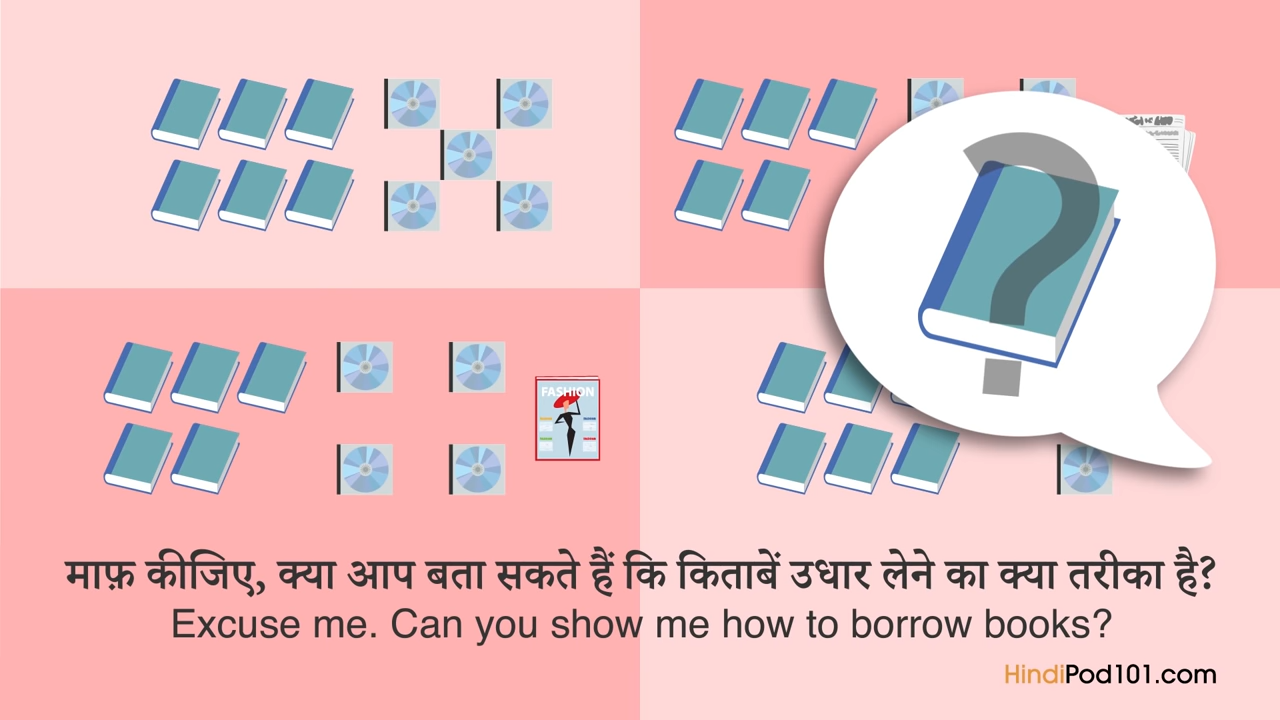 FASHION
माफ़ कीजिए, क्या आप बता सकते हैं कि किताबें उधार लेने का क्या तरीका है?
Excuse me. Can you show me how to borrow books?
HindiPod101.com